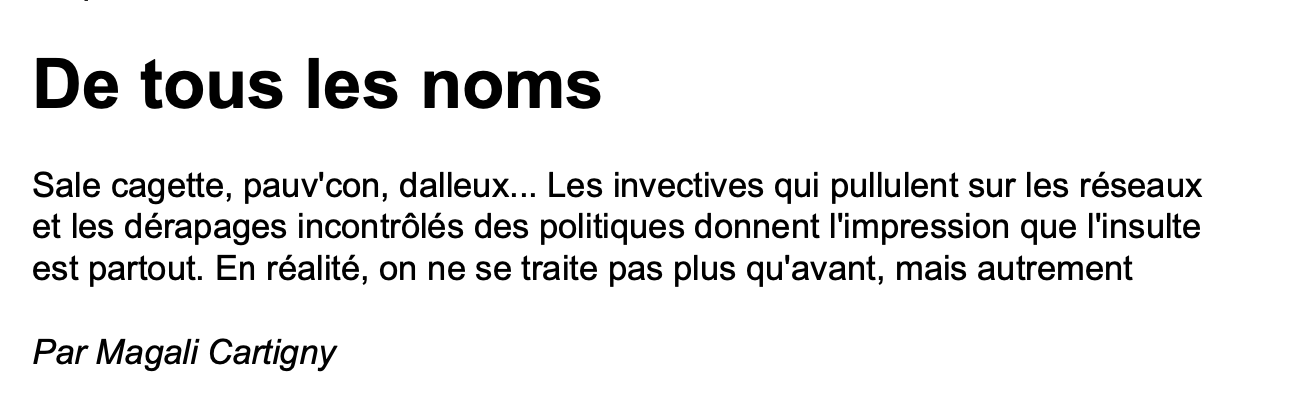 De tous les noms
Sale cagette, pauv'con, dalleux... Les invectives qui pullulent sur les réseaux
et les dérapages incontrôlés des politiques donnent l'impression que l'insulte
est partout. En réalité, on ne se traite pas plus qu'avant, mais autrement
Par Magali Cartigny